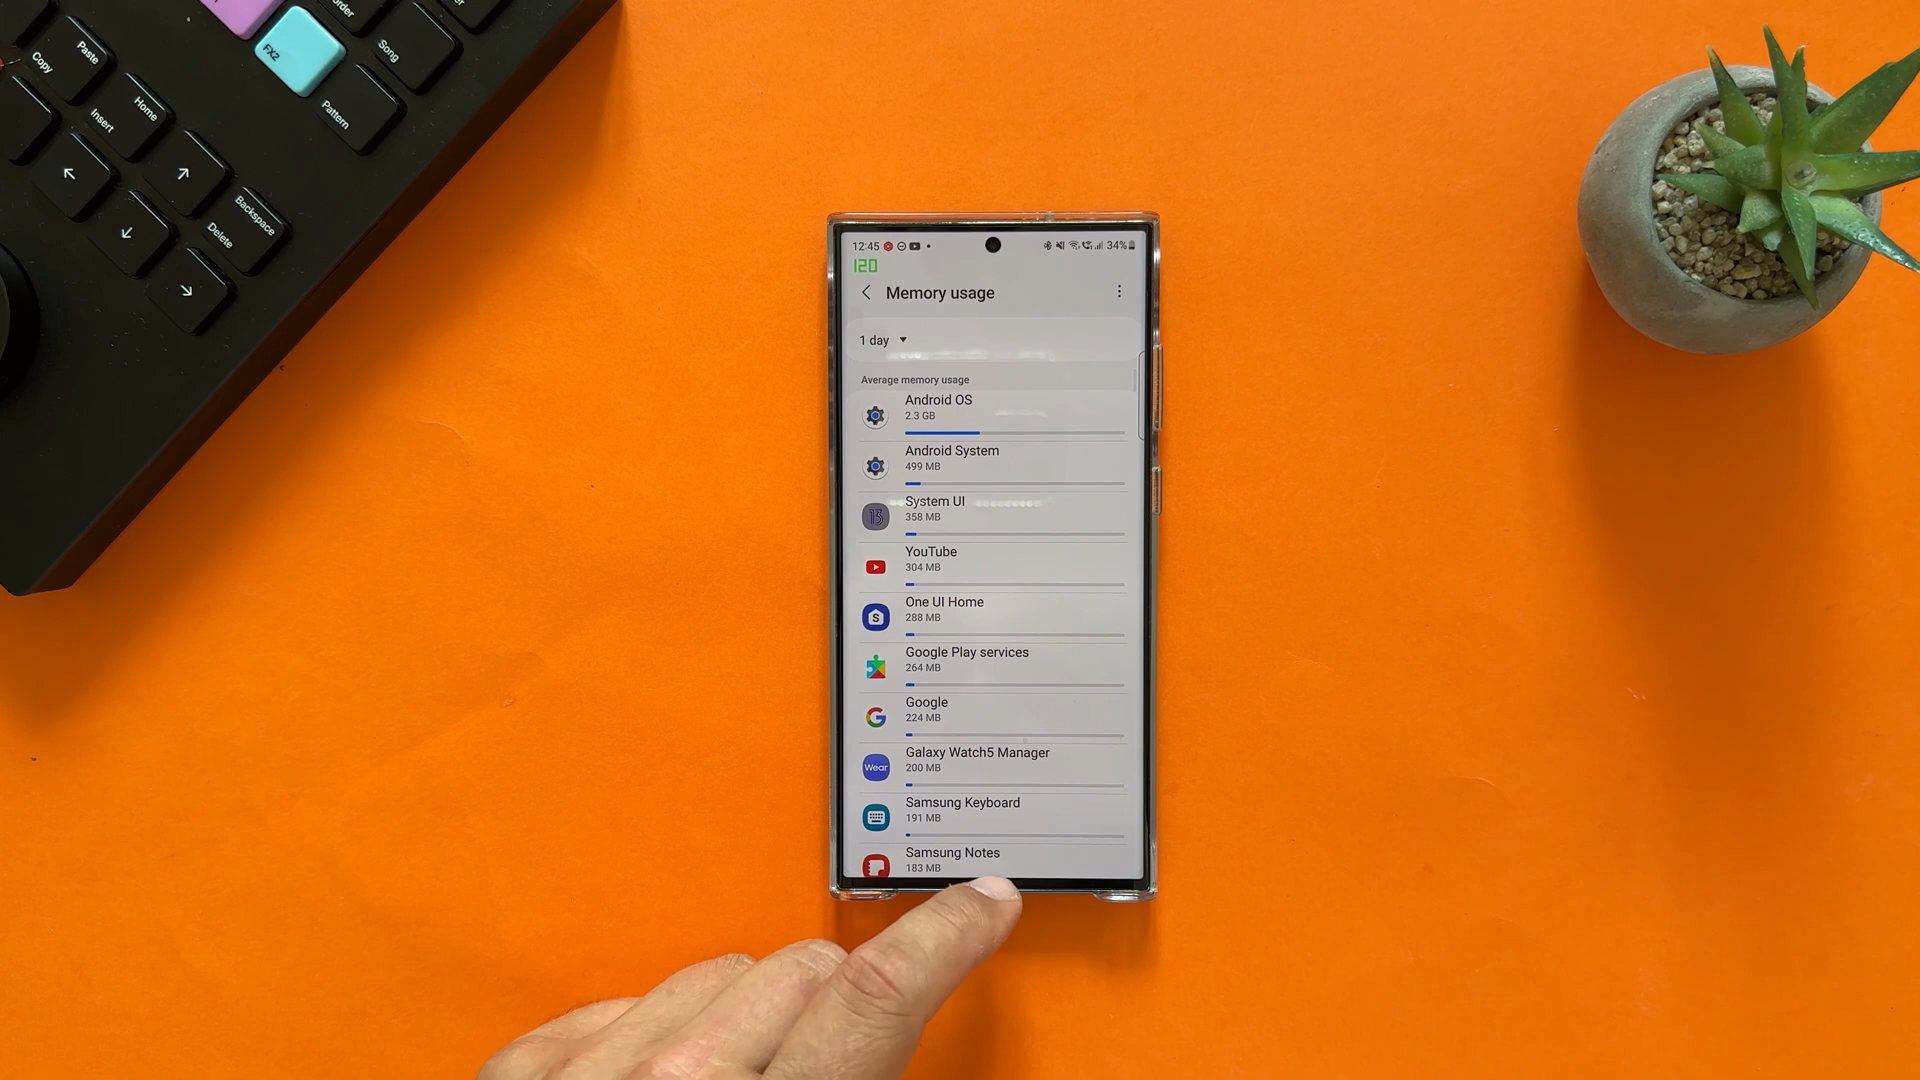 Paste
Copy
FX2
Song
Home
Insert
Pattern
←
↑
↓
→
Backspace
Delete
12:45
34%
120
Memory usage
1 day
Average memory usage
Android OS
2.3 GB
Android System
499 MB
System UI
358 MB
13
YouTube
304 MB
One UI Home
288 MB
S
Google Play services
264 MB
Google
224 MB
G
Galaxy Watch5 Manager
200 MB
Wear
Samsung Keyboard
191 MB
Samsung Notes
183 MB